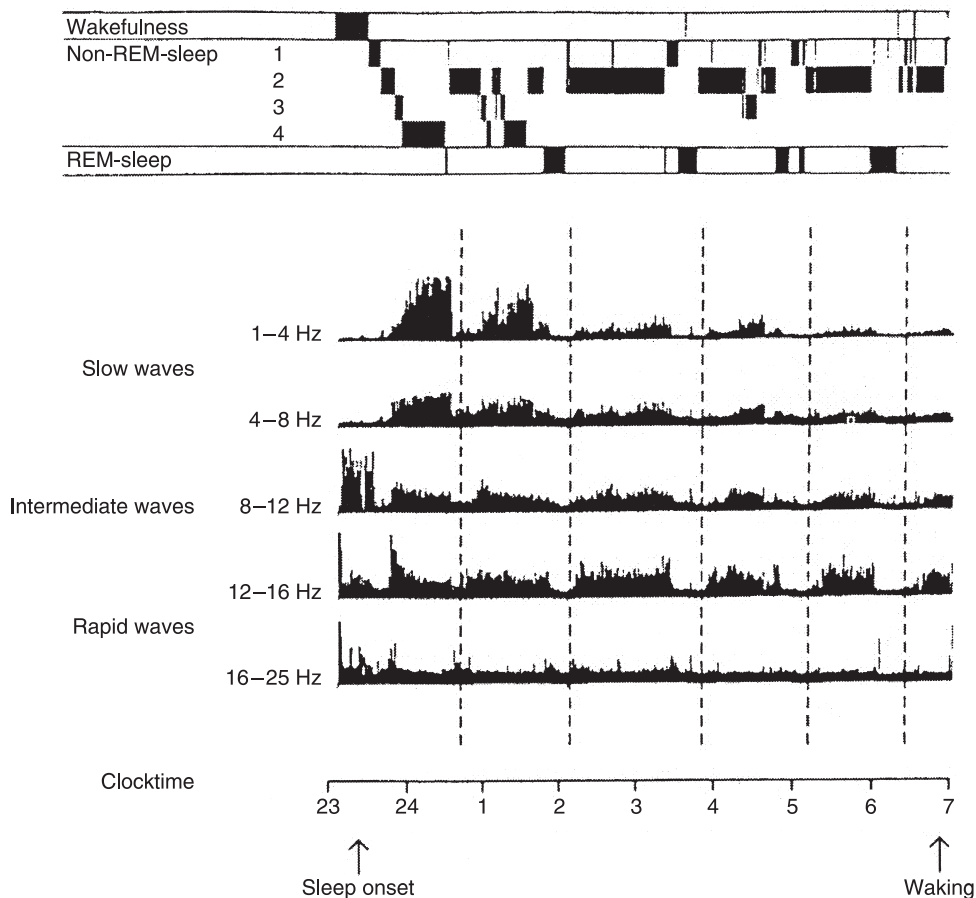 Wakefulness
Non-REM-sleep 1
2
3
4
REM-sleep
1–4 Hz
Slow waves
4–8 Hz
Intermediate waves 8–12 Hz
12–16 Hz
Rapid waves
16–25 Hz
Clocktime
23 24 1 2 3 4 5 6 7
Sleep onset Waking